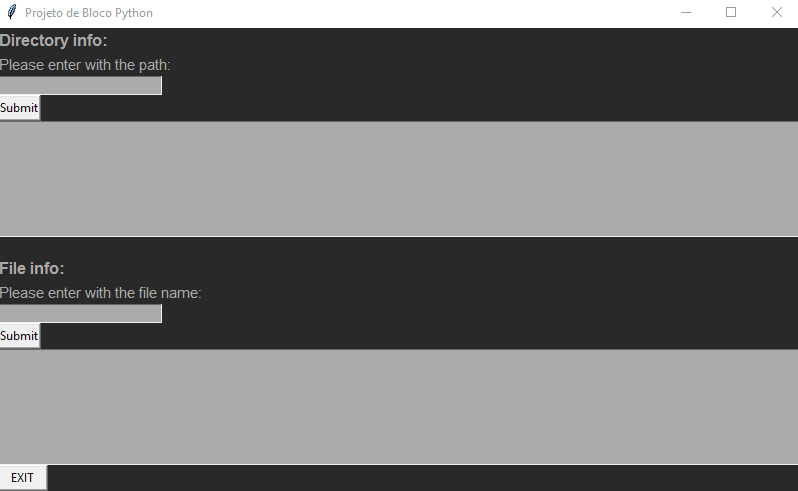 Projeto de Bloco Python
Directory info:
Please enter with the path:
Submit
File info:
Please enter with the file name:
Submit
EXIT